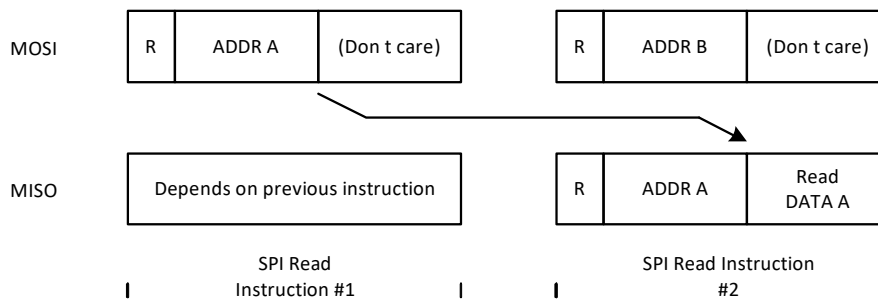 MOSI
R
ADDR A
(Don t care)
R
ADDR B
(Don t care)
MISO
Depends on previous instruction
R
ADDR A
Read
DATA A
SPI Read
Instruction #1
SPI Read Instruction
#2